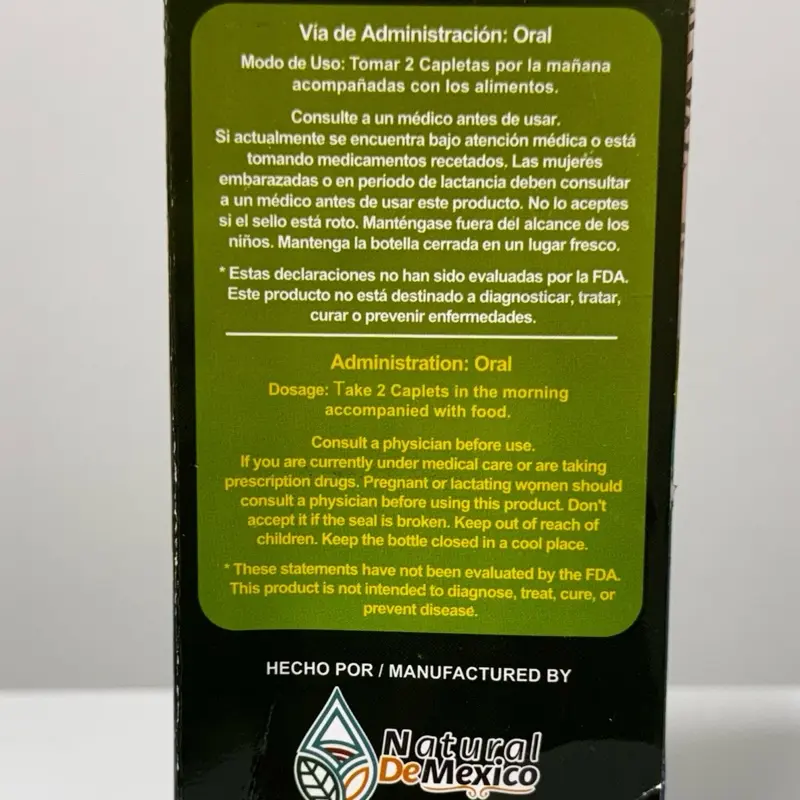 Vía de Administración: Oral
Modo de Uso: Tomar 2 Capletas por la mañana
acompañadas con los alimentos.
Consulte a un médico antes de usar.
Si actualmente se encuentra bajo atención médica o está
tomando medicamentos recetados. Las mujeres
embarazadas o en periodo de lactancia deben consultar
a un médico antes de usar este producto. No lo aceptes
si el sello está roto. Manténgase fuera del alcance de los
niños. Mantenga la botella cerrada en un lugar fresco.
* Estas declaraciones no han sido evaluadas por la FDA.
Este producto no está destinado a diagnosticar, tratar,
curar o prevenir enfermedades.
Administration: Oral
Dosage: Take 2 Caplets in the morning
accompanied with food.
Consult a physician before use.
If you are currently under medical care or are taking
prescription drugs. Pregnant or lactating women should
consult a physician before using this product. Don't
accept it if the seal is broken. Keep out of reach of
children. Keep the bottle closed in a cool place.
* These statements have not been evaluated by the FDA.
This product is not intended to diagnose, treat, cure, or
prevent disease.
HECHO POR / MANUFACTURED BY
Natural
DeMexico